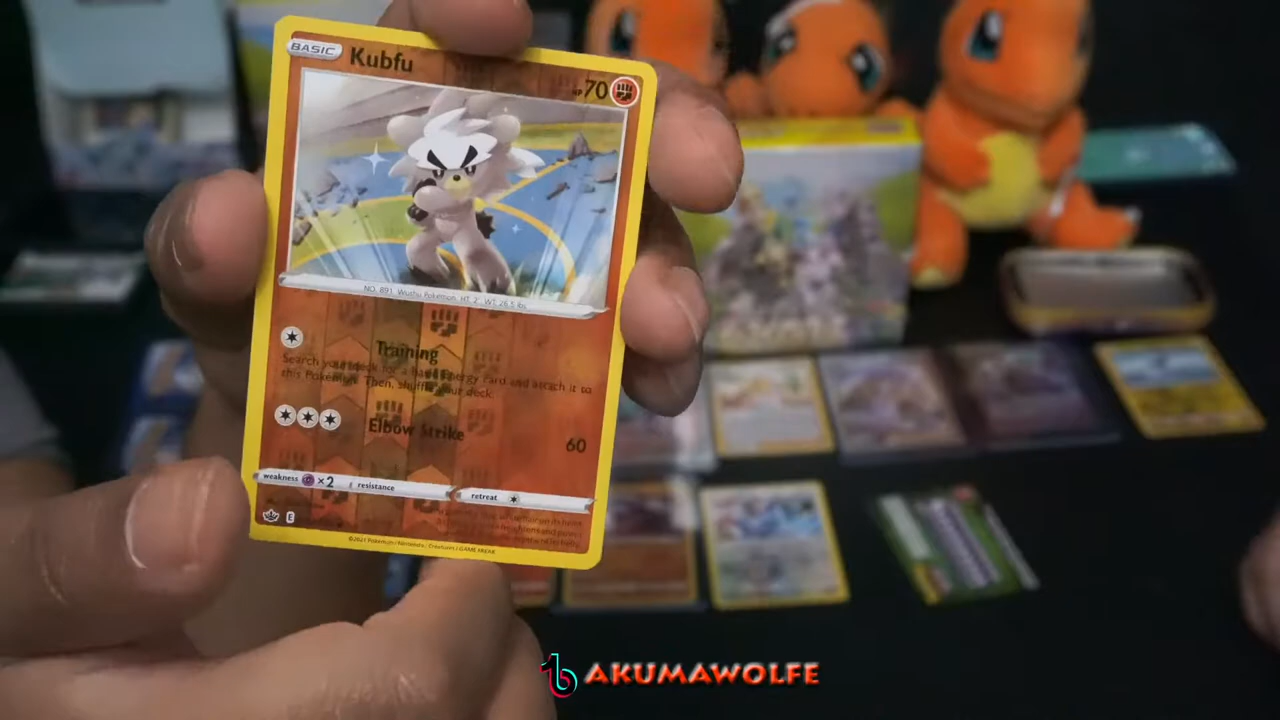 BASIC Kubfu HP 70
NO. 891 Wushu Pokémon HT: 2' WT: 26.5 lbs
Training
Search your deck for a basic Energy card and attach it to
this Pokémon. Then, shuffle your deck.
Elbow Strike 60
weakness ×2 resistance retreat
E
©2021 Pokémon / Nintendo / Creatures / GAME FREAK
AKUMAWOLFE